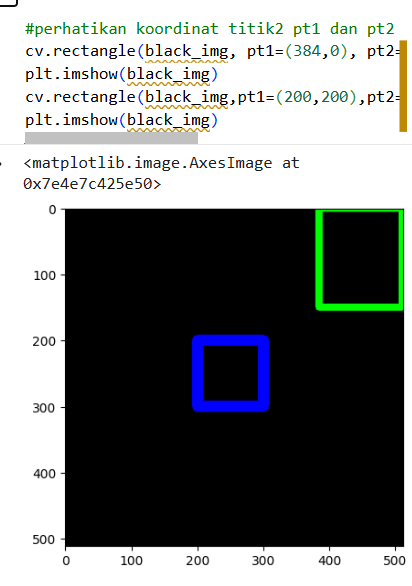 #perhatikan koordinat titik2 pt1 dan pt2
cv.rectangle(black_img, pt1=(384,0), pt2=
plt.imshow(black_img)
cv.rectangle(black_img,pt1=(200,200),pt2=
plt.imshow(black_img)
<matplotlib.image.AxesImage at
0x7e4e7c425e50>
0
100
200
300
400
500
0 100 200 300 400 500